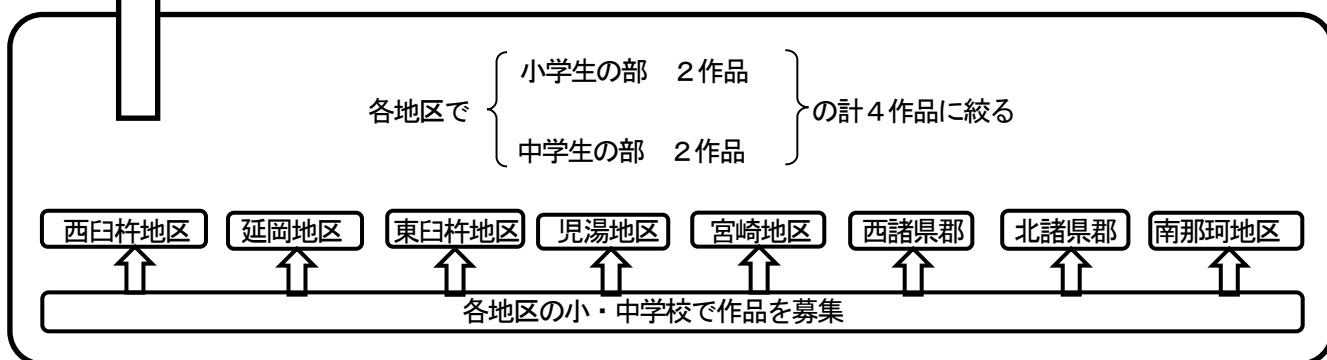 小学生の部　２作品
各地区で
の計４作品に絞る
中学生の部　２作品
西臼杵地区
延岡地区
東臼杵地区
児湯地区
宮崎地区
西諸県郡
北諸県郡
南那珂地区
各地区の小・中学校で作品を募集